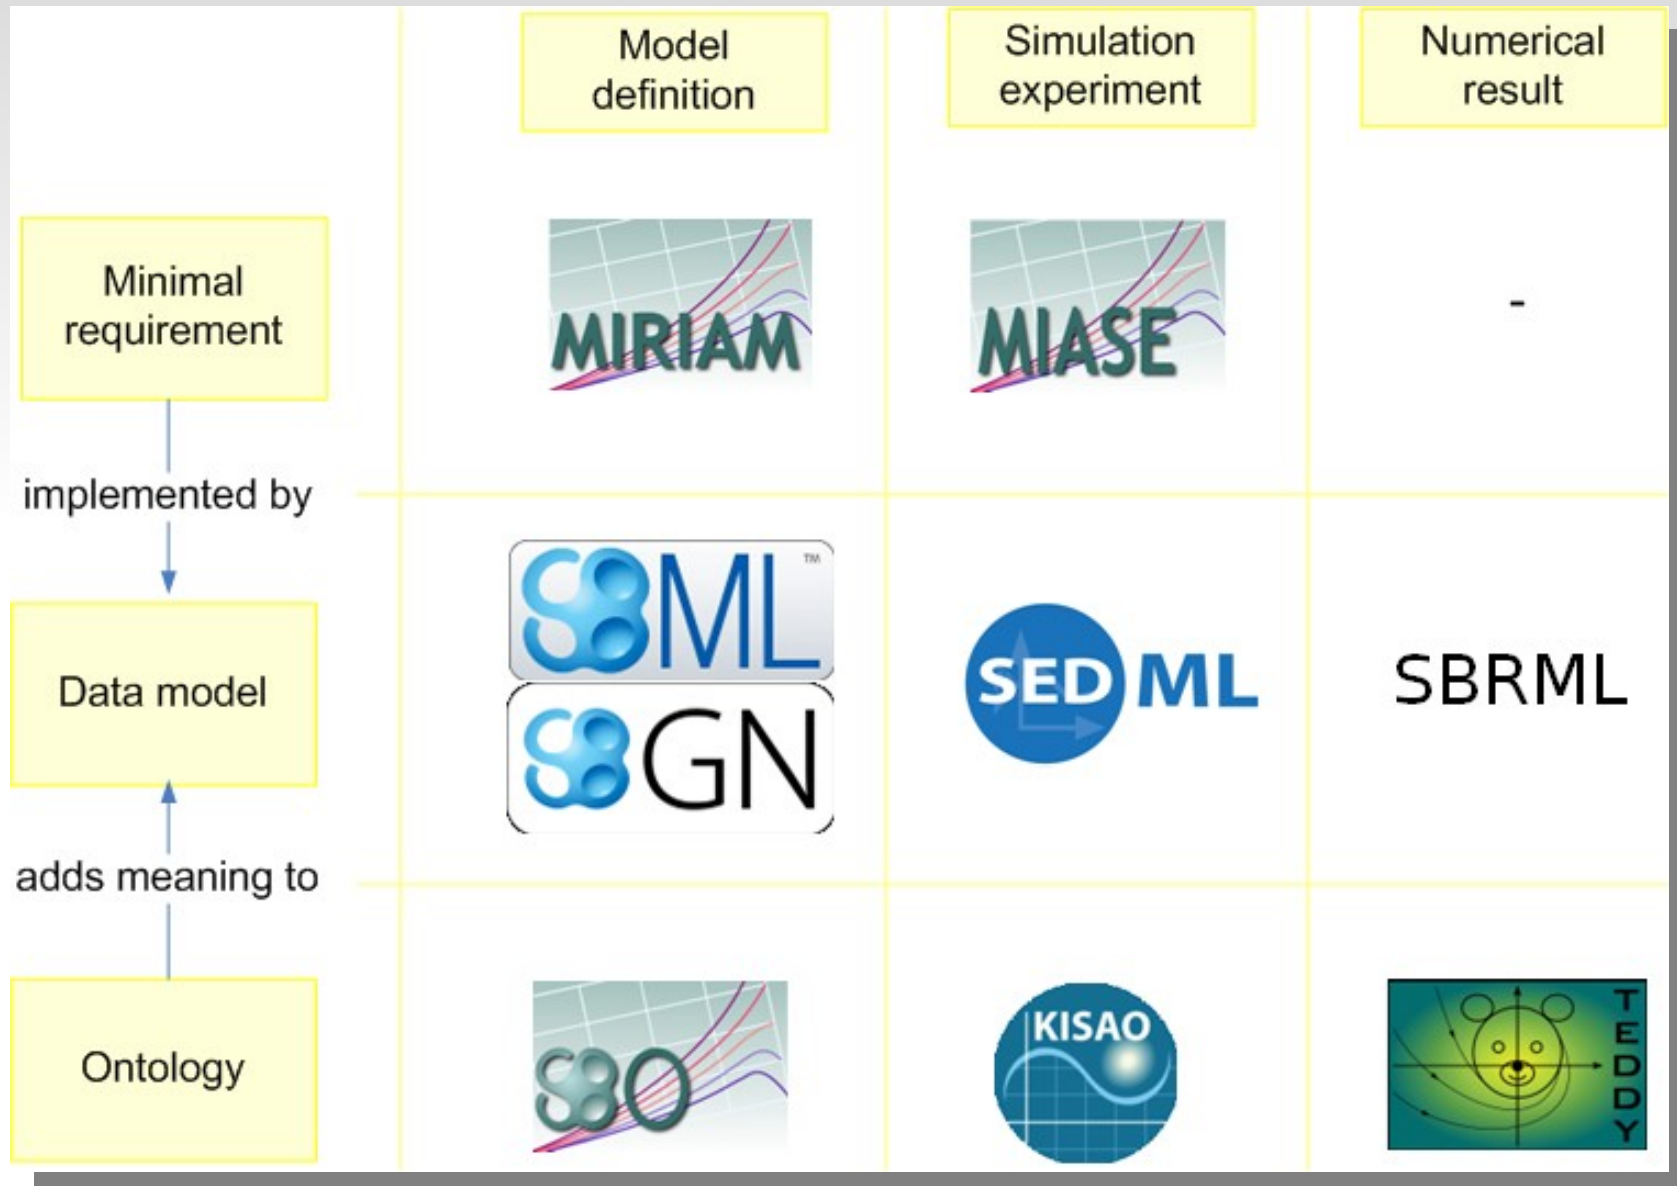 Model
definition
Simulation
experiment
Numerical
result
Minimal
requirement
MIRIAM
MIASE
-
implemented by
Data model
SBML™
SBGN
SED ML
SBRML
adds meaning to
Ontology
SBO
KISAO
TEDDY